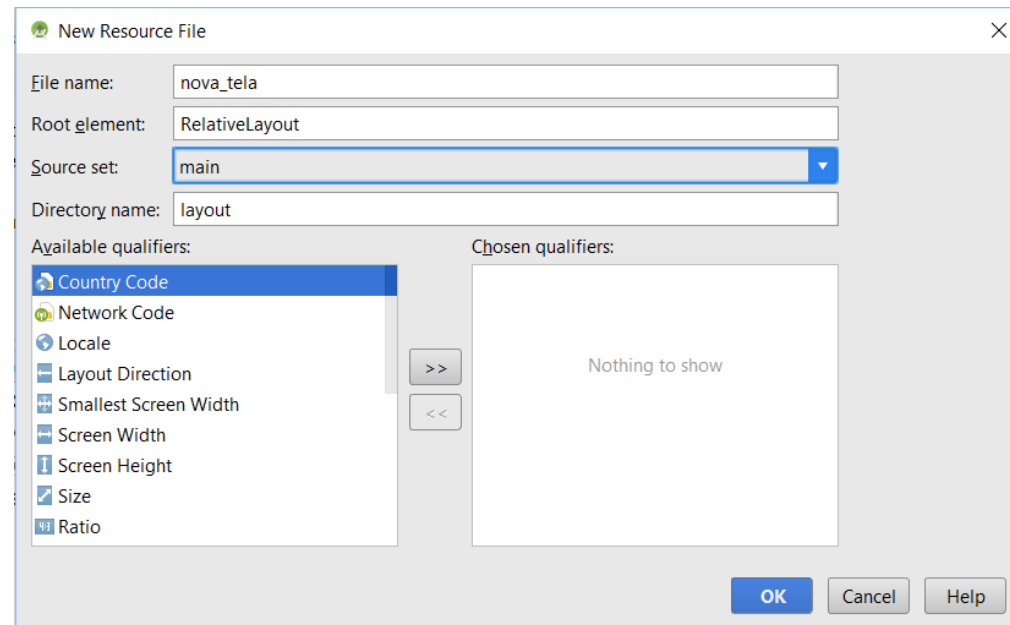 New Resource File
File name: nova_tela
Root element: RelativeLayout
Source set: main
Directory name: layout
Available qualifiers:
Chosen qualifiers:
Country Code
Network Code
Locale
Layout Direction
Smallest Screen Width
Screen Width
Screen Height
Size
Ratio
>>
<<
Nothing to show
OK Cancel Help